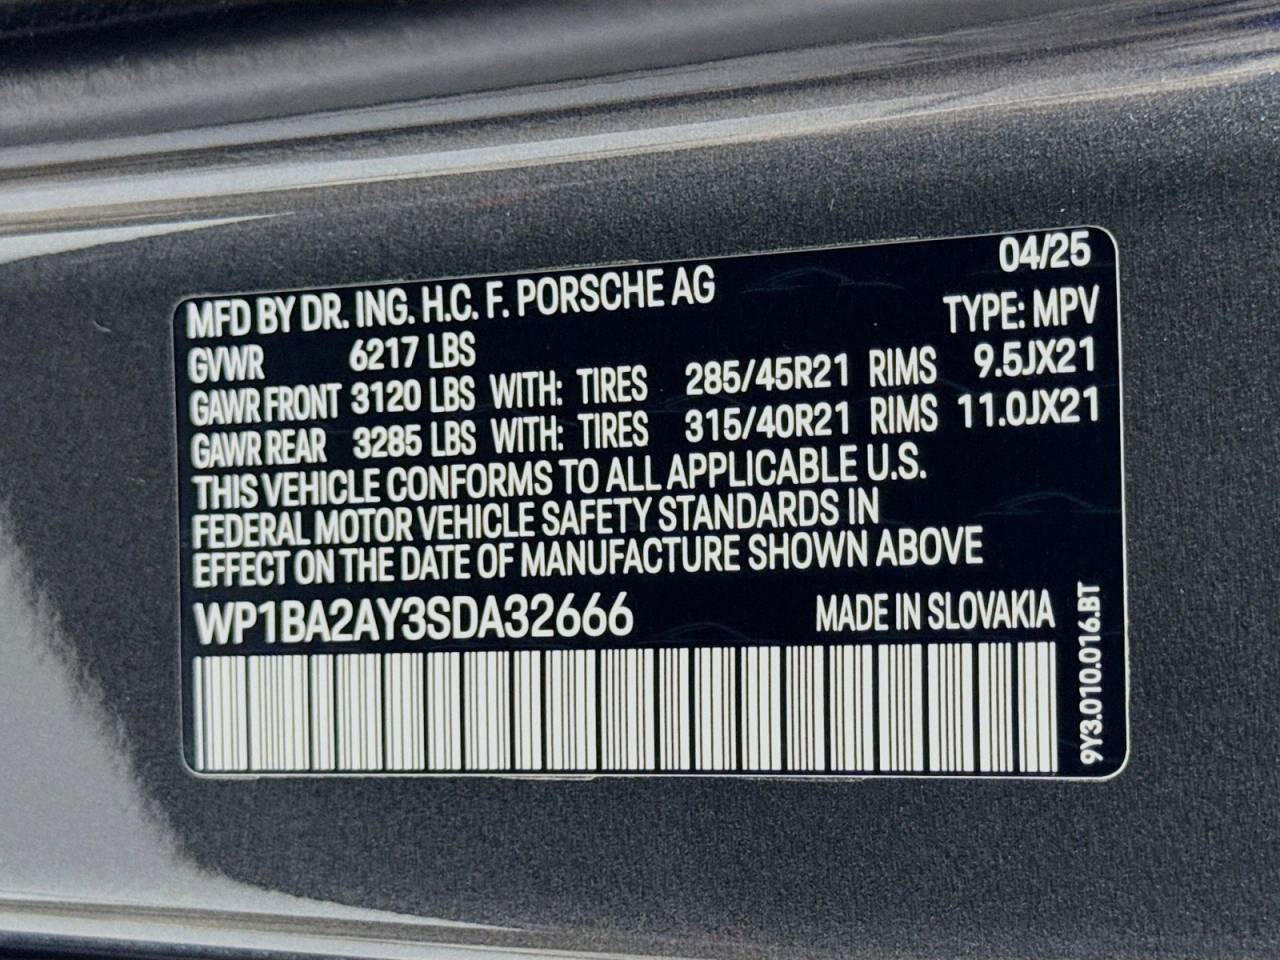 04/25
MFD BY DR. ING. H.C. F. PORSCHE AG
TYPE: MPV
GVWR 6217 LBS
GAWR FRONT 3120 LBS WITH: TIRES 285/45R21 RIMS 9.5JX21
GAWR REAR 3285 LBS WITH: TIRES 315/40R21 RIMS 11.0JX21
THIS VEHICLE CONFORMS TO ALL APPLICABLE U.S.
FEDERAL MOTOR VEHICLE SAFETY STANDARDS IN
EFFECT ON THE DATE OF MANUFACTURE SHOWN ABOVE
WP1BA2AY3SDA32666 MADE IN SLOVAKIA
9Y3.010.016.BT